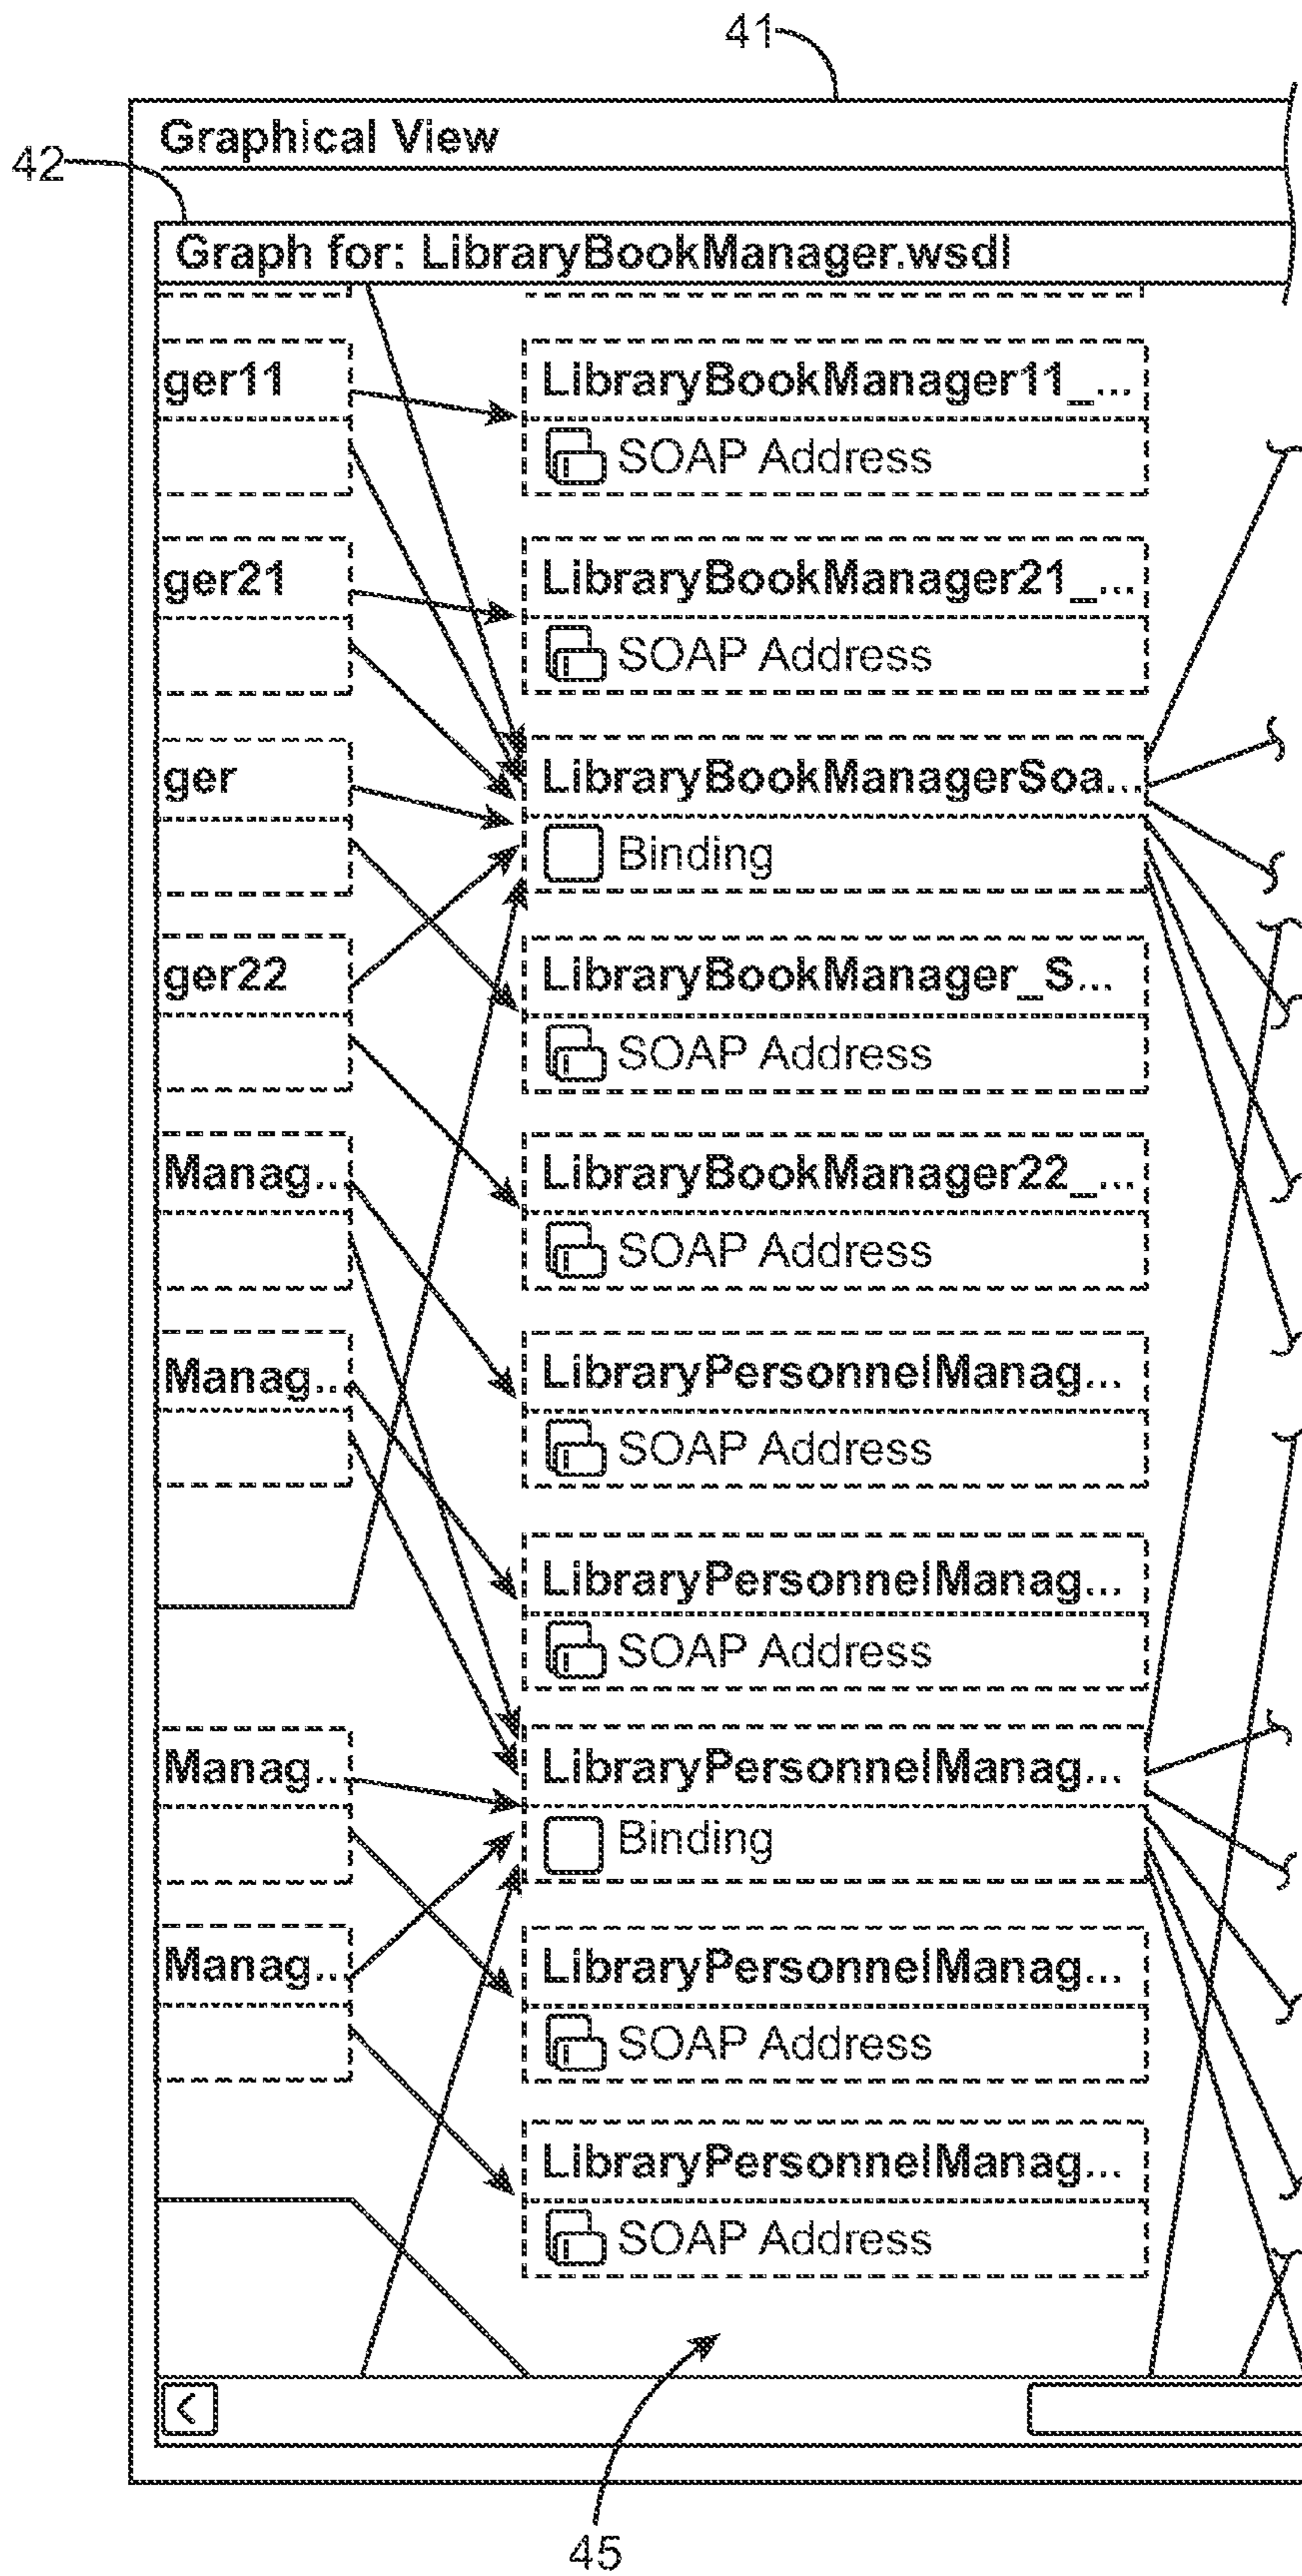 41
Graphical View
42
Graph for: LibraryBookManager.wsdl
ger11
LibraryBookManager11_...
SOAP Address
ger21
LibraryBookManager21_...
SOAP Address
ger
LibraryBookManagerSoa...
Binding
ger22
LibraryBookManager_S...
SOAP Address
Manag...
LibraryBookManager22_...
SOAP Address
Manag...
LibraryPersonnelManag...
SOAP Address
LibraryPersonnelManag...
SOAP Address
Manag...
LibraryPersonnelManag...
Binding
Manag...
LibraryPersonnelManag...
SOAP Address
LibraryPersonnelManag...
SOAP Address
45